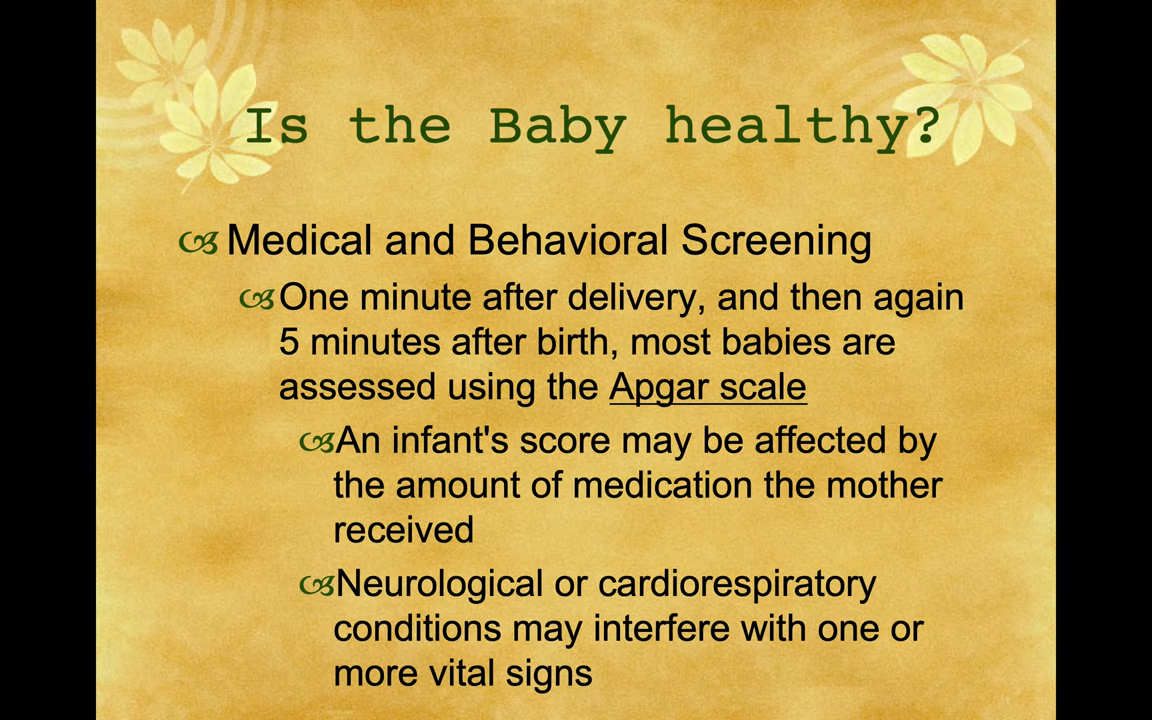 Is the Baby healthy?
Medical and Behavioral Screening
One minute after delivery, and then again
5 minutes after birth, most babies are
assessed using the Apgar scale
An infant's score may be affected by
the amount of medication the mother
received
Neurological or cardiorespiratory
conditions may interfere with one or
more vital signs